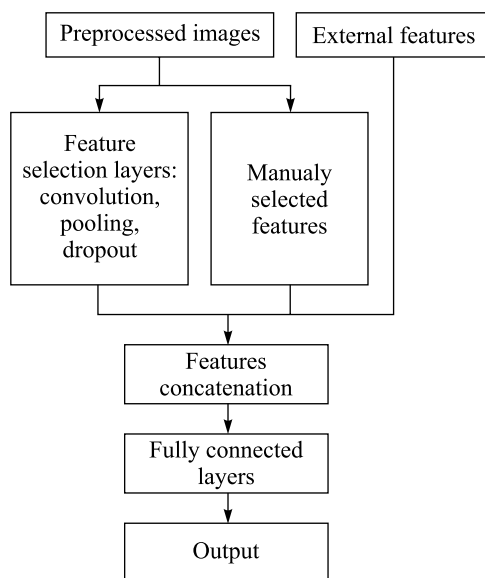 Preprocessed images
External features
Feature
selection layers:
convolution,
pooling,
dropout
Manualy
selected
features
Features
concatenation
Fully connected
layers
Output